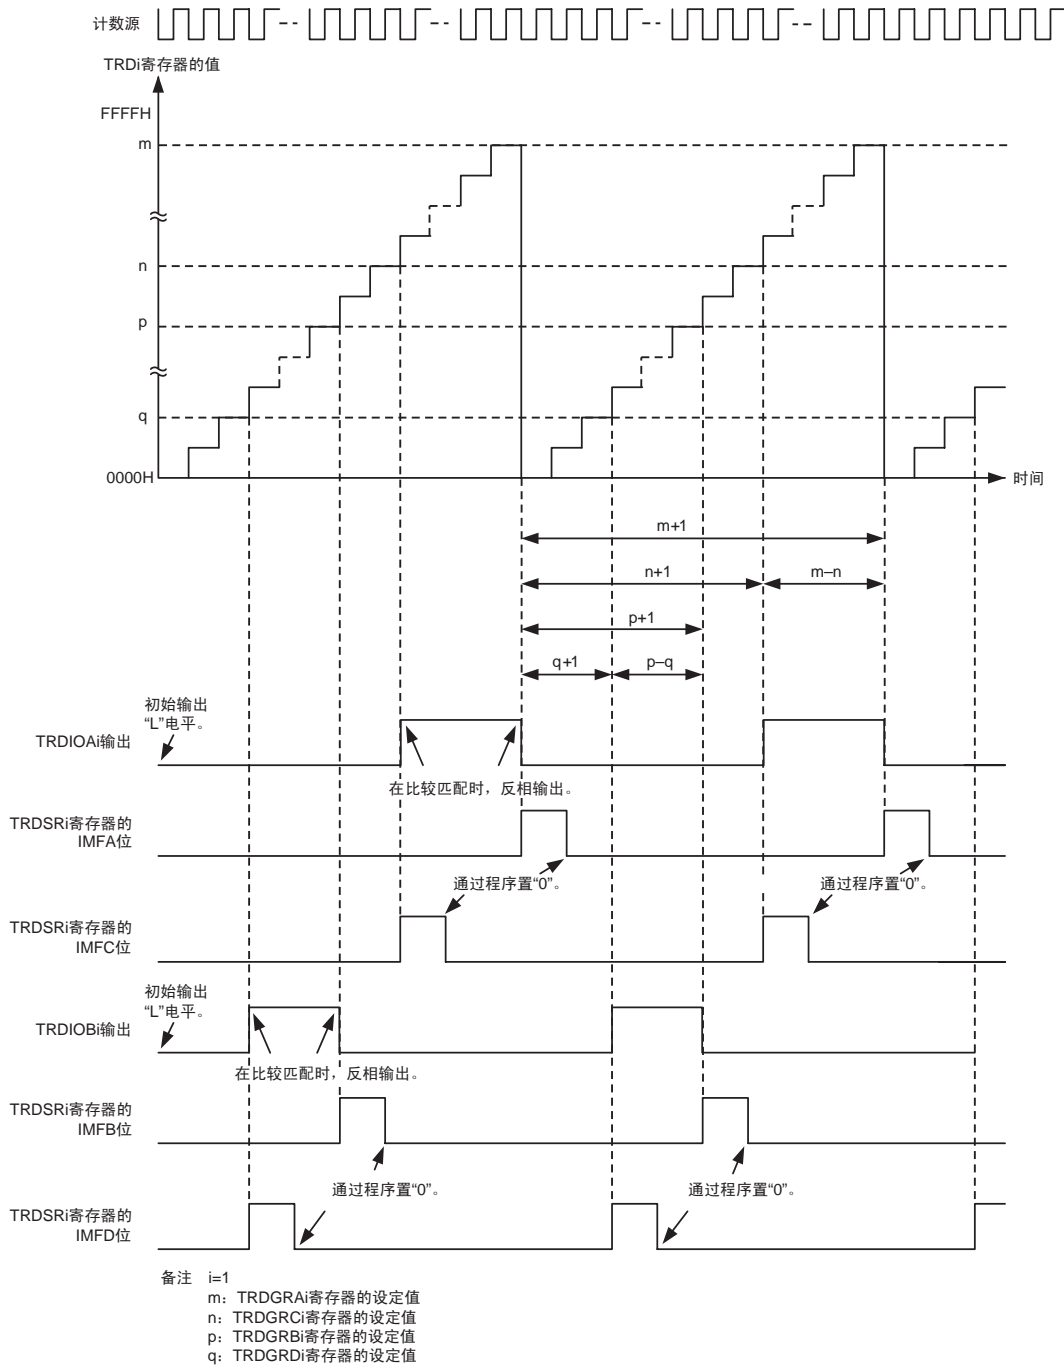 计数源
TRDi寄存器的值
FFFFH
m
n
p
q
0000H
时间
m+1
n+1
m–n
p+1
q+1
p–q
初始输出
“L”电平。
TRDIOAi输出
在比较匹配时，反相输出。
TRDSRi寄存器的
IMFA位
通过程序置“0”。
通过程序置“0”。
TRDSRi寄存器的
IMFC位
初始输出
“L”电平。
TRDIOBi输出
在比较匹配时，反相输出。
TRDSRi寄存器的
IMFB位
通过程序置“0”。
通过程序置“0”。
TRDSRi寄存器的
IMFD位
备注 i=1
m：TRDGRAi寄存器的设定值
n：TRDGRCi寄存器的设定值
p：TRDGRBi寄存器的设定值
q：TRDGRDi寄存器的设定值